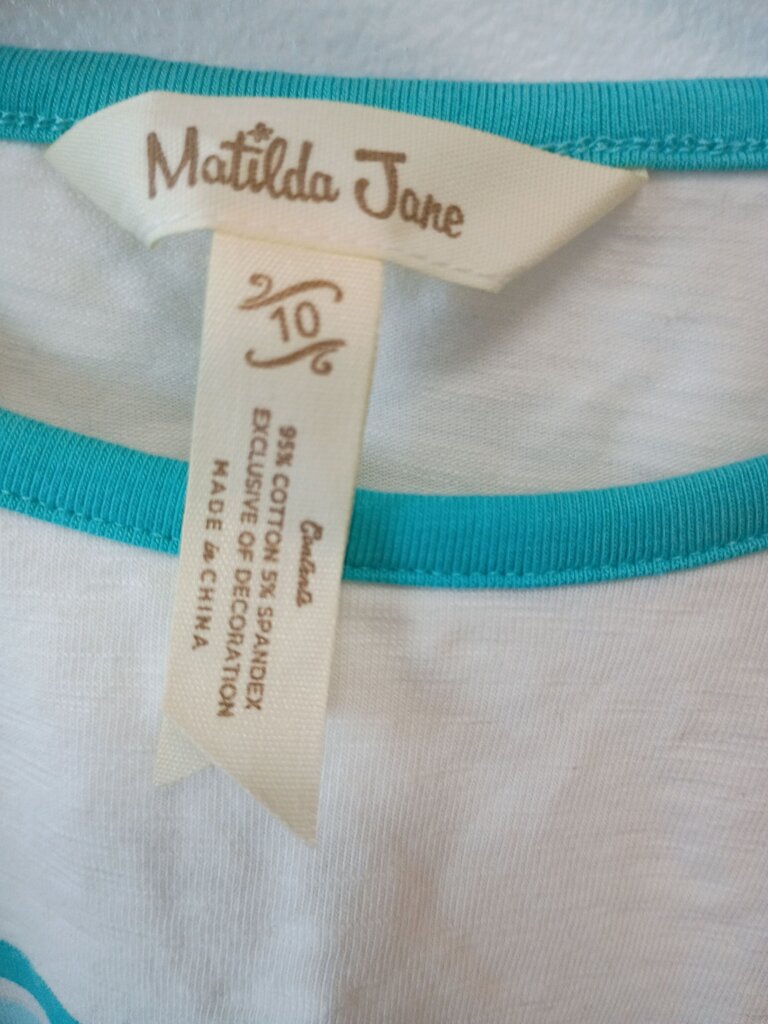 Matilda Jane
10
Contents
95% COTTON 5% SPANDEX
EXCLUSIVE OF DECORATION
MADE in CHINA